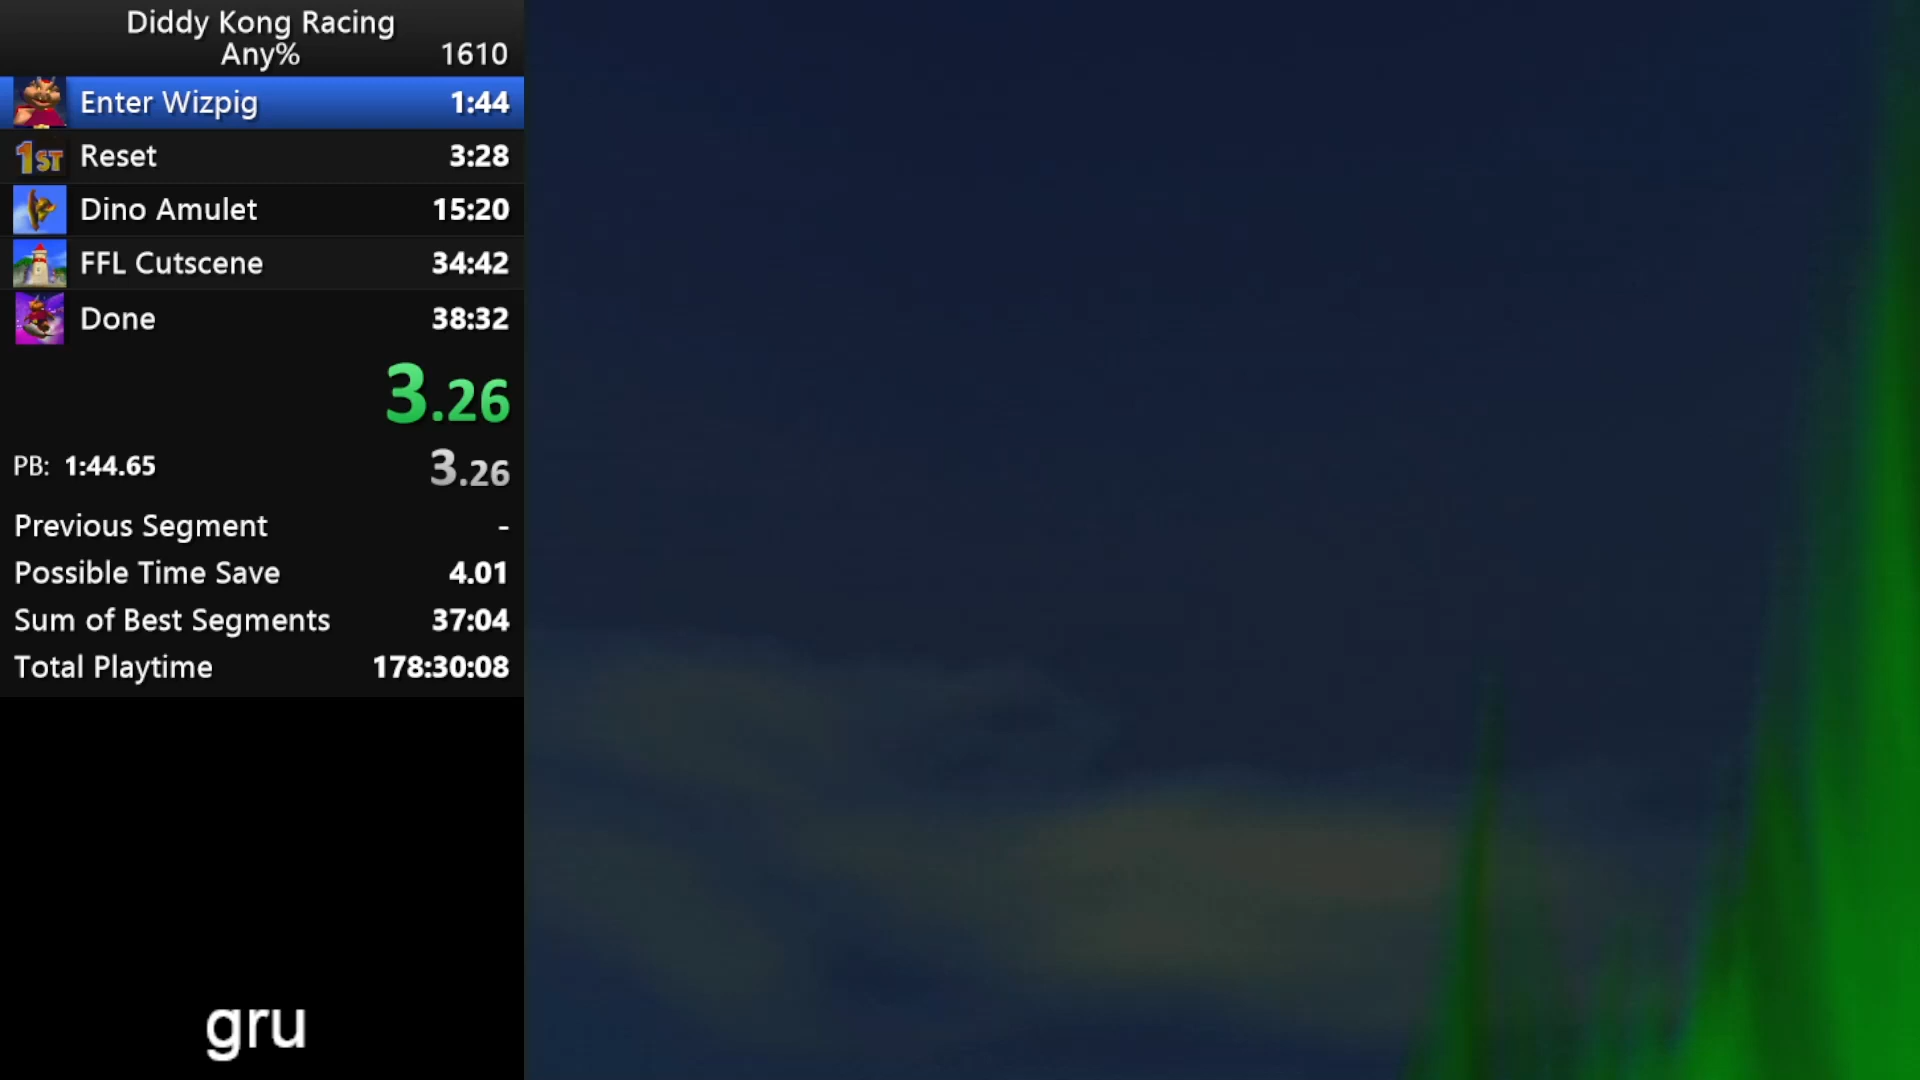 Diddy Kong Racing
Any% 1610
Enter Wizpig 1:44
1ST Reset 3:28
Dino Amulet 15:20
FFL Cutscene 34:42
Done 38:32
3.26
PB: 1:44.65 3.26
Previous Segment -
Possible Time Save 4.01
Sum of Best Segments 37:04
Total Playtime 178:30:08
gru